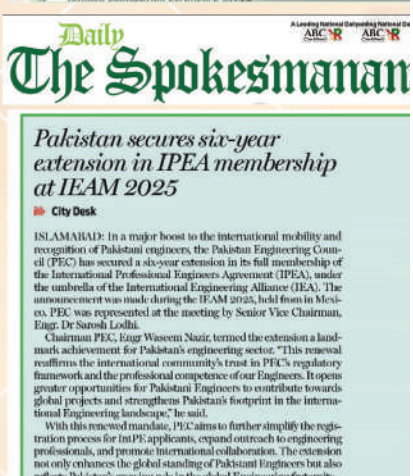 A Leading National Daily
ABC
ABC
Daily
The Spokesmanan
Pakistan secures six-year
extension in IPEA membership
at IEAM 2025
City Desk
ISLAMABAD: In a major boost to the international mobility and
recognition of Pakistani engineers, the Pakistan Engineering Coun-
cil (PEC) has secured a six-year extension in its full membership of
the International Professional Engineers Agreement (IPEA), under
the umbrella of the International Engineering Alliance (IEA). The
announcement was made during the IEAM 2025, held from in Mexi-
co. PEC was represented at the meeting by Senior Vice Chairman,
Engr. Dr Sarosh Lodhi.
Chairman PEC, Engr Waseem Nazir, termed the extension a land-
mark achievement for Pakistan's engineering sector. "This renewal
reaffirms the international community's trust in PEC's regulatory
framework and the professional competence of our Engineers. It opens
greater opportunities for Pakistani Engineers to contribute towards
global projects and strengthens Pakistan's footprint in the interna-
tional Engineering landscape," he said.
With this renewed mandate, PEC aims to further simplify the regis-
tration process for IntPE applicants, expand outreach to engineering
professionals, and promote international collaboration. The extension
not only enhances the global standing of Pakistani Engineers but also